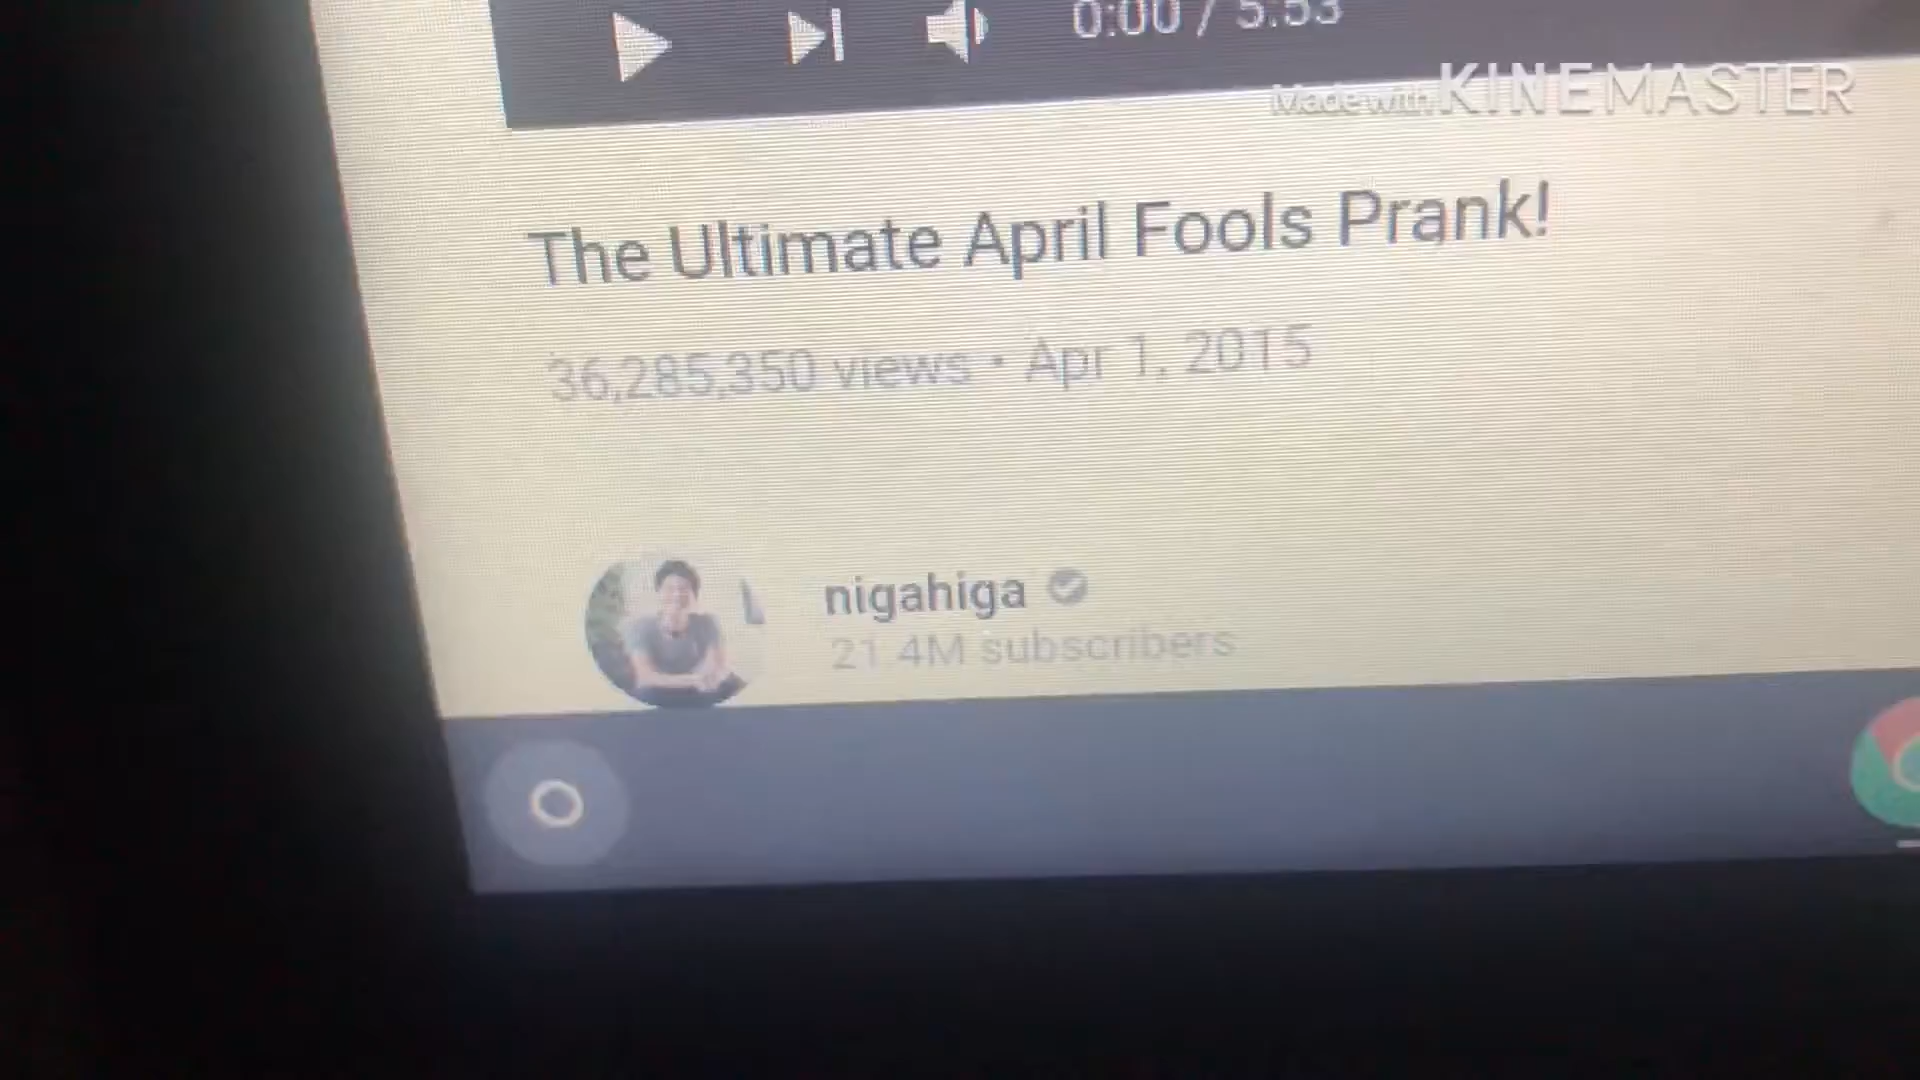 0:00 / 5:53
Made with KINEMASTER
The Ultimate April Fools Prank!
36,285,350 views • Apr 1, 2015
nigahiga
21.4M subscribers